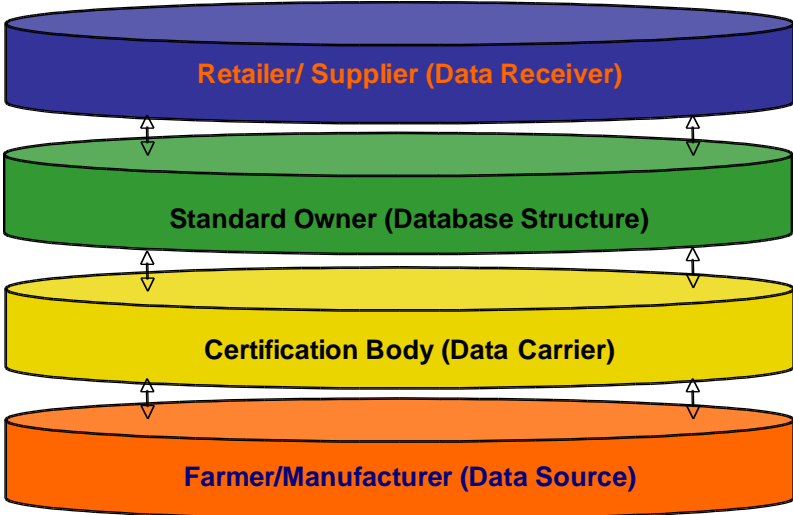 Retailer/ Supplier (Data Receiver)
Standard Owner (Database Structure)
Certification Body (Data Carrier)
Farmer/Manufacturer (Data Source)